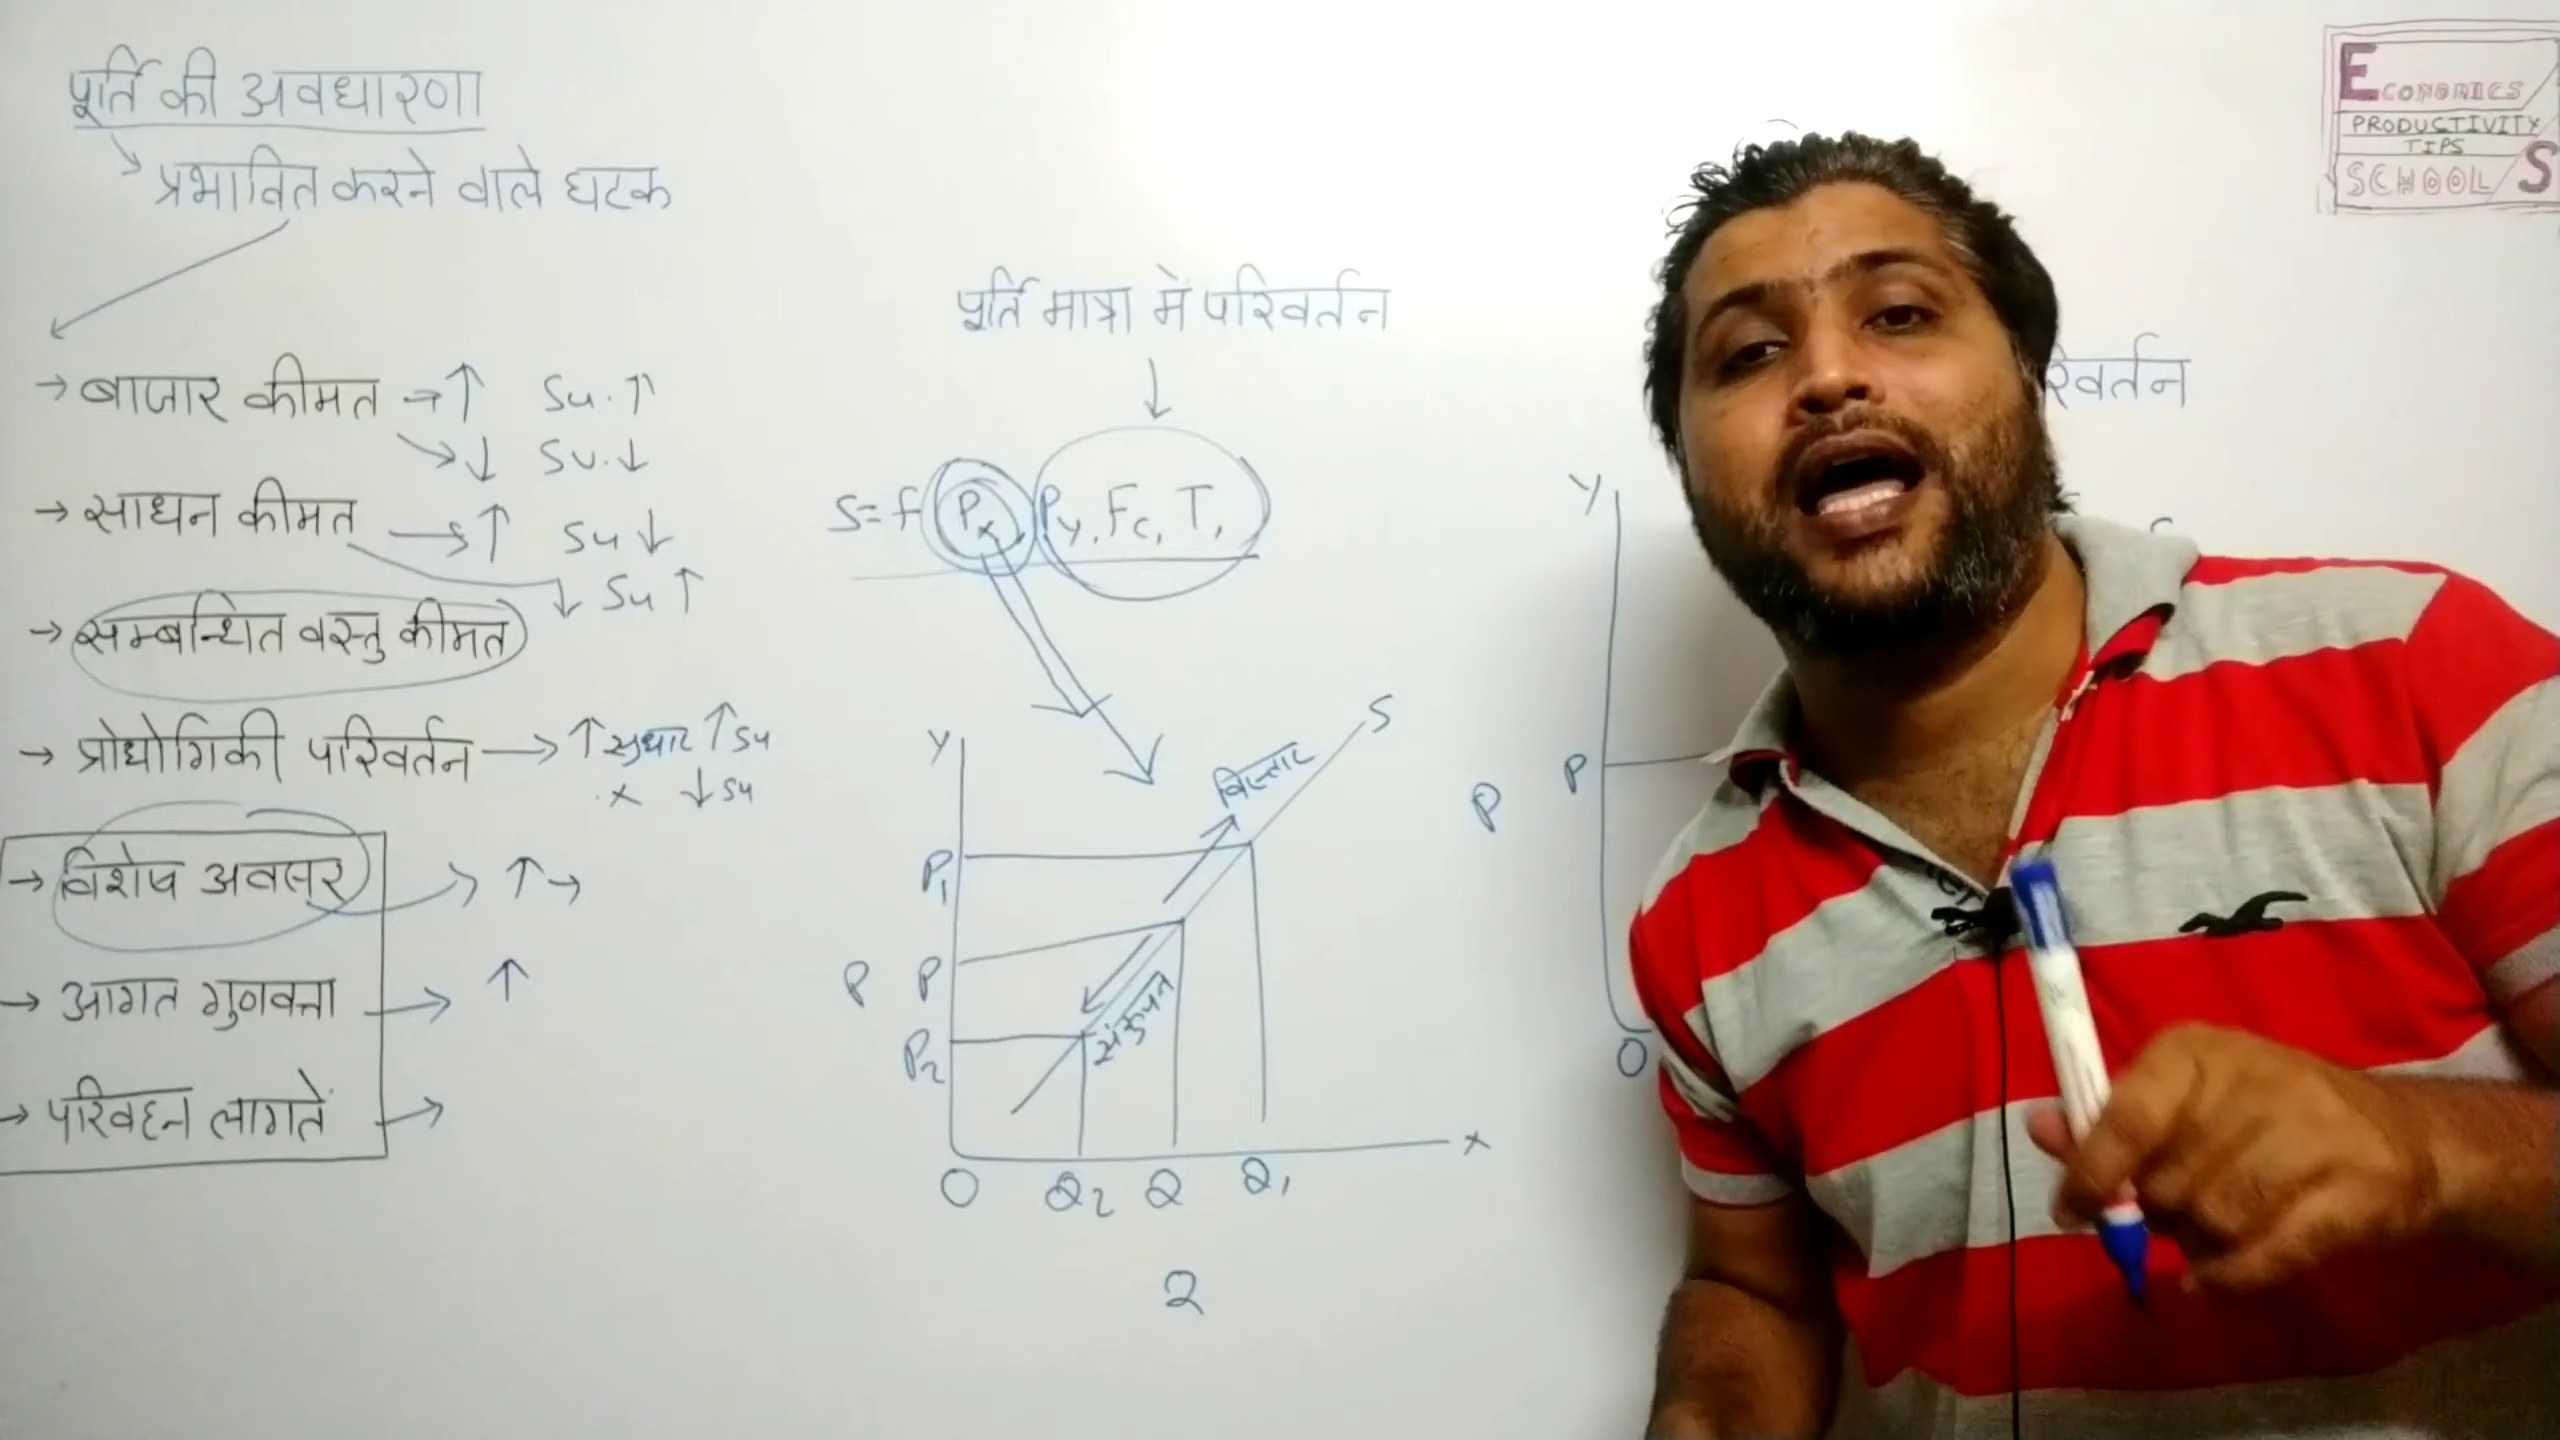 पूर्ति की अवधारणा
प्रभावित करने वाले घटक
→ बाजार कीमत → ↑ Su. ↑
↓ Su. ↓
→ साधन कीमत → ↑ Su ↓
↓ Su ↑
→ सम्बन्धित वस्तु कीमत
→ प्रोद्योगिकी परिवर्तन → ↑ सुधार ↑ Su
x ↓ Su
→ विशेष अवसर → ↑ →
→ आगत गुणवत्ता → ↑
→ परिवहन लागतें →
पूर्ति मात्रा में परिवर्तन
S = f Px Py, Fc, T,
Y
S
विस्तार
P1
P P
संकुचन
P2
O Q2 Q Q1 X
Q
रिवर्तन
Y
P P
O
ECONOMICS
PRODUCTIVITY
TIPS
SCHOOL S